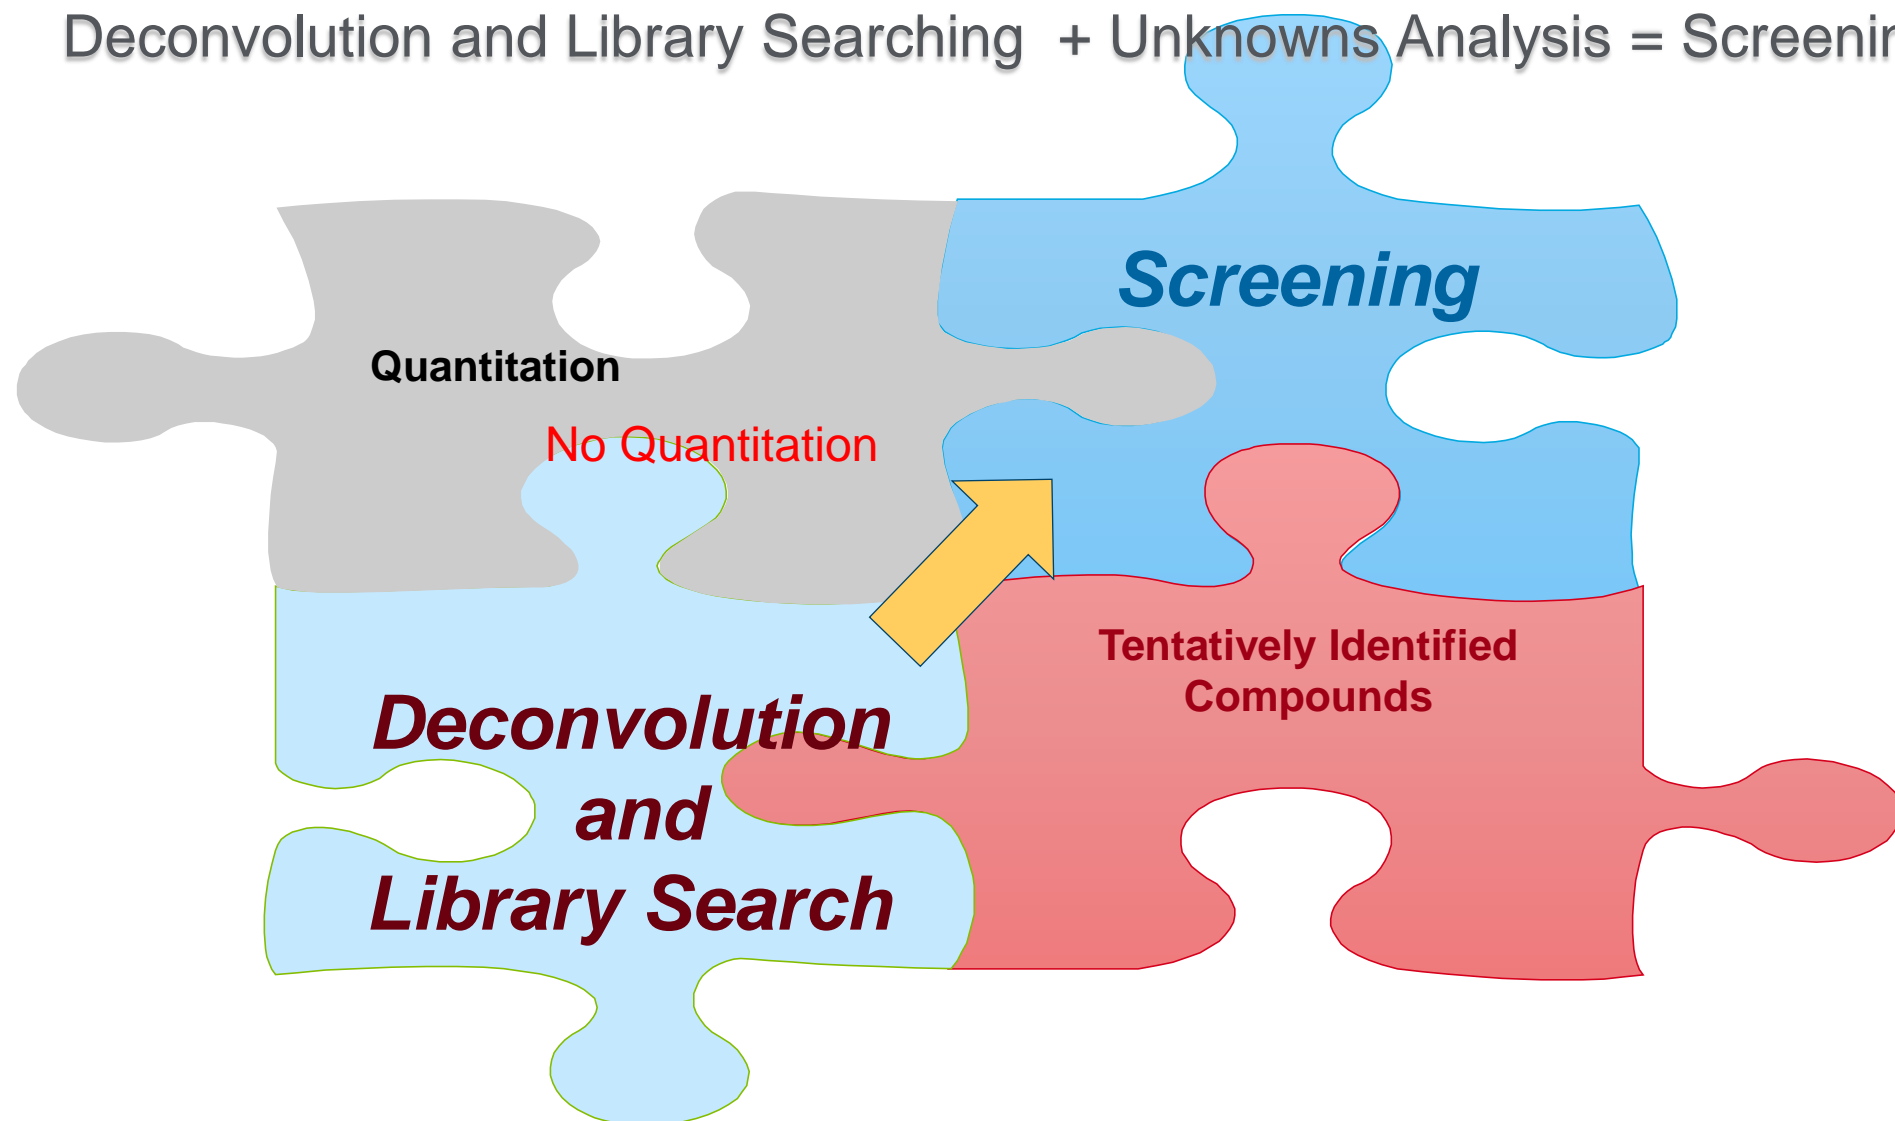 Deconvolution and Library Searching + Unknowns Analysis = Screenin
Screening
Quantitation
No Quantitation
Tentatively Identified
Compounds
Deconvolution
and
Library Search